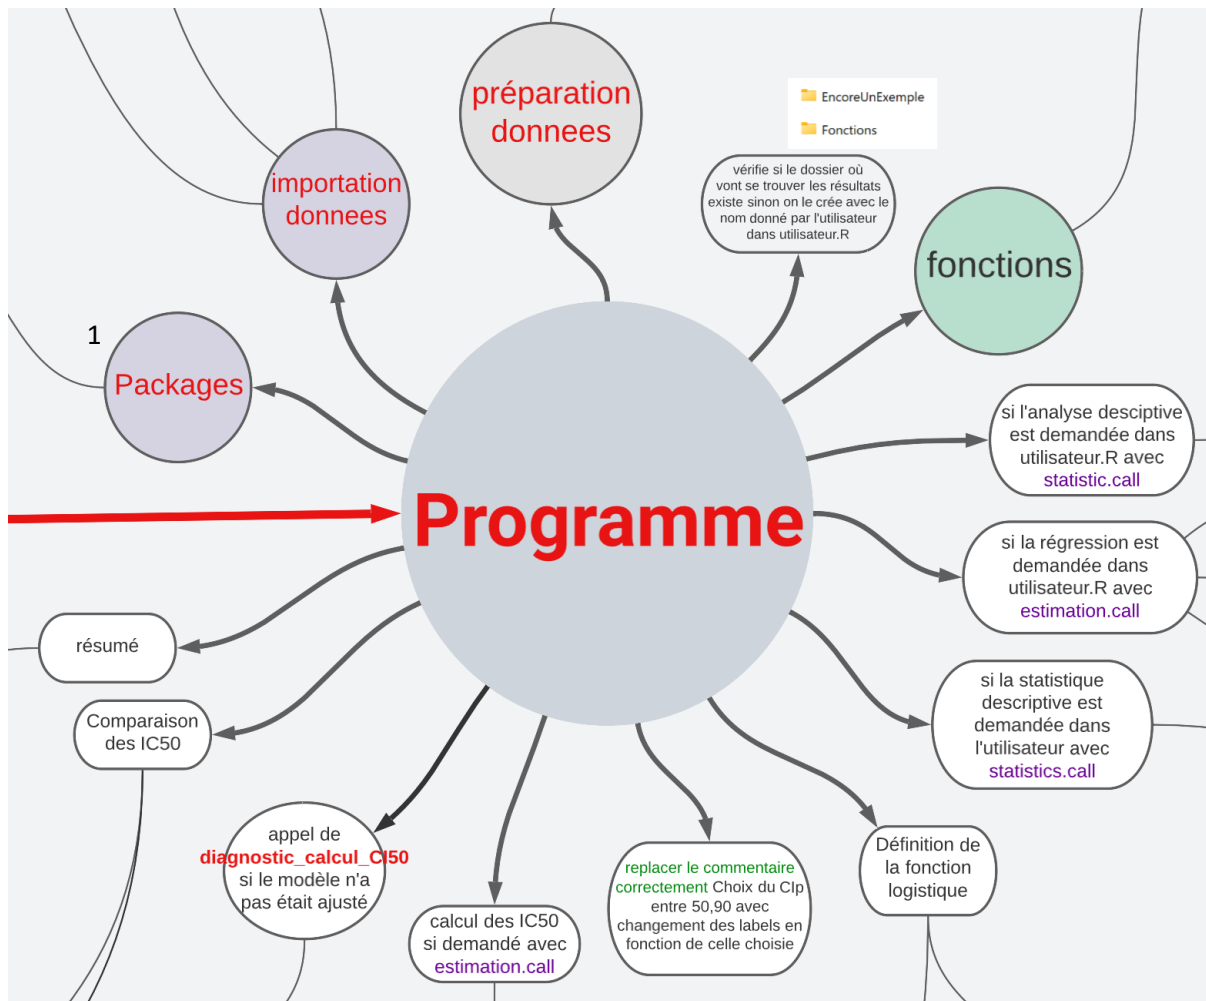 préparation
donnees
EncoreUnExemple
Fonctions
importation
donnees
vérifie si le dossier où
vont se trouver les résultats
existe sinon on le crée avec le
nom donné par l'utilisateur
dans utilisateur.R
fonctions
1
Packages
si l'analyse desciptive
est demandée dans
utilisateur.R avec
statistic.call
Programme
si la régression est
demandée dans
utilisateur.R avec
estimation.call
résumé
si la statistique
descriptive est
demandée dans
l'utilisateur avec
statistics.call
Comparaison
des IC50
appel de
diagnostic_calcul_CI50
si le modèle n'a
pas était ajusté
calcul des IC50
si demandé avec
estimation.call
replacer le commentaire
correctement Choix du CIp
entre 50,90 avec
changement des labels en
fonction de celle choisie
Définition de
la fonction
logistique